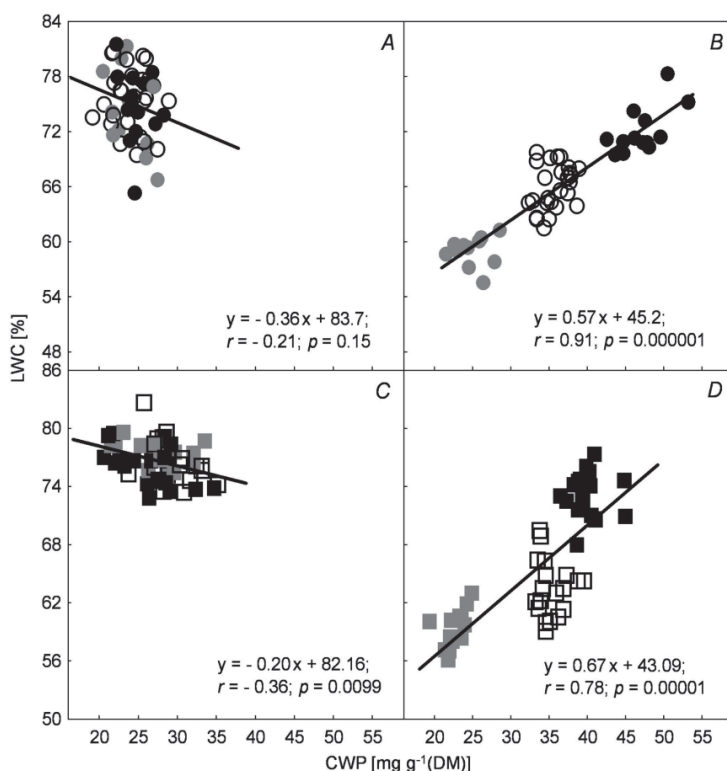 84
78
72
66
60
54
48
A
y = - 0.36 x + 83.7;
r = - 0.21; p = 0.15
B
y = 0.57 x + 45.2;
r = 0.91; p = 0.000001
LWC [%]
86
80
74
68
62
56
50
C
y = -0.20 x + 82.16;
r = - 0.36; p = 0.0099
D
y = 0.67 x + 43.09;
r = 0.78; p = 0.00001
20 25 30 35 40 45 50 55
20 25 30 35 40 45 50 55
CWP [mg g-1(DM)]